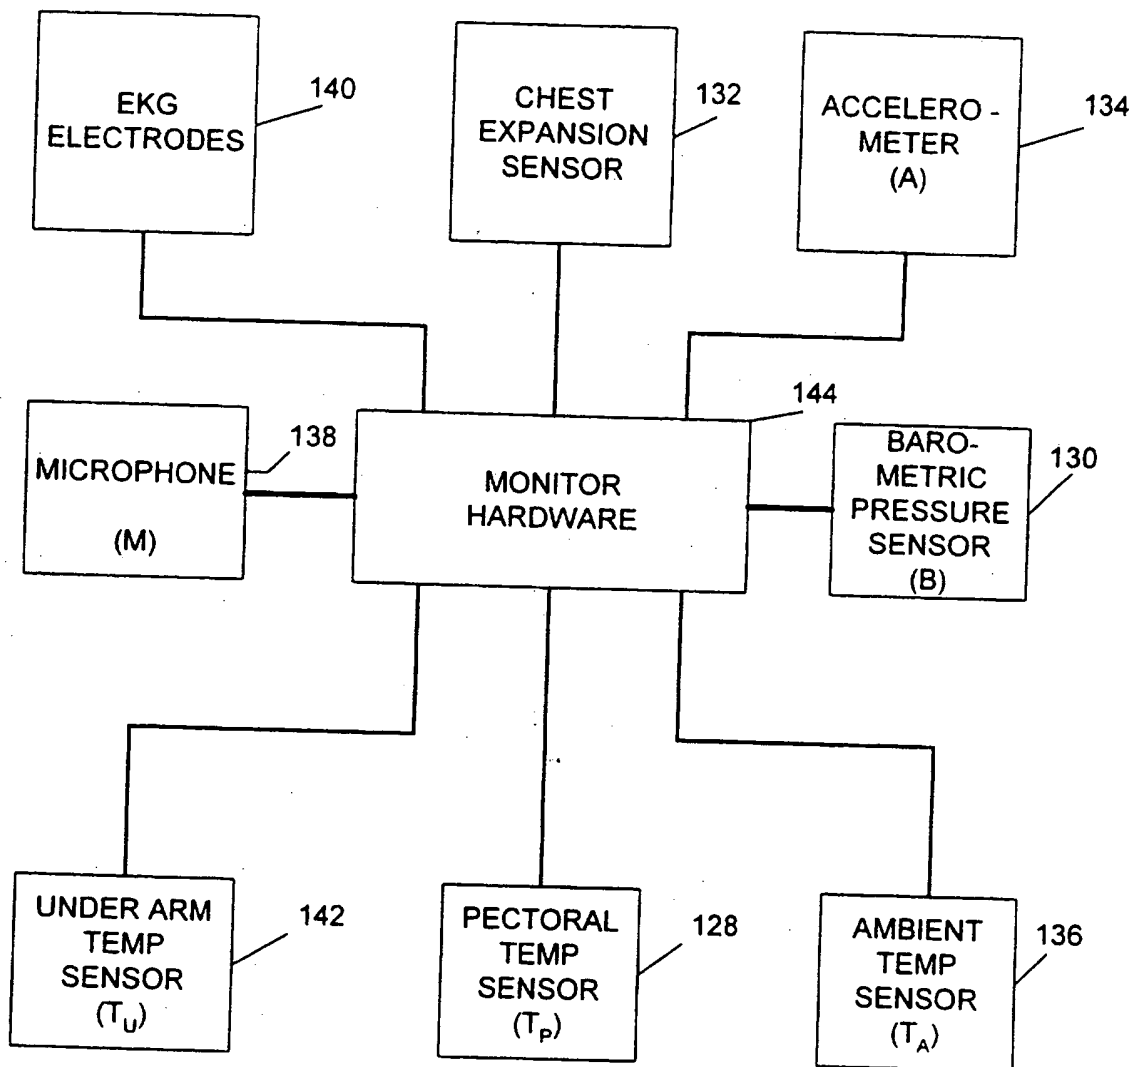 EKG
ELECTRODES
140
CHEST
EXPANSION
SENSOR
132
ACCELERO -
METER
(A)
134
MICROPHONE
(M)
138
MONITOR
HARDWARE
144
BARO-
METRIC
PRESSURE
SENSOR
(B)
130
UNDER ARM
TEMP
SENSOR
(TU)
142
PECTORAL
TEMP
SENSOR
(TP)
128
AMBIENT
TEMP
SENSOR
(TA)
136